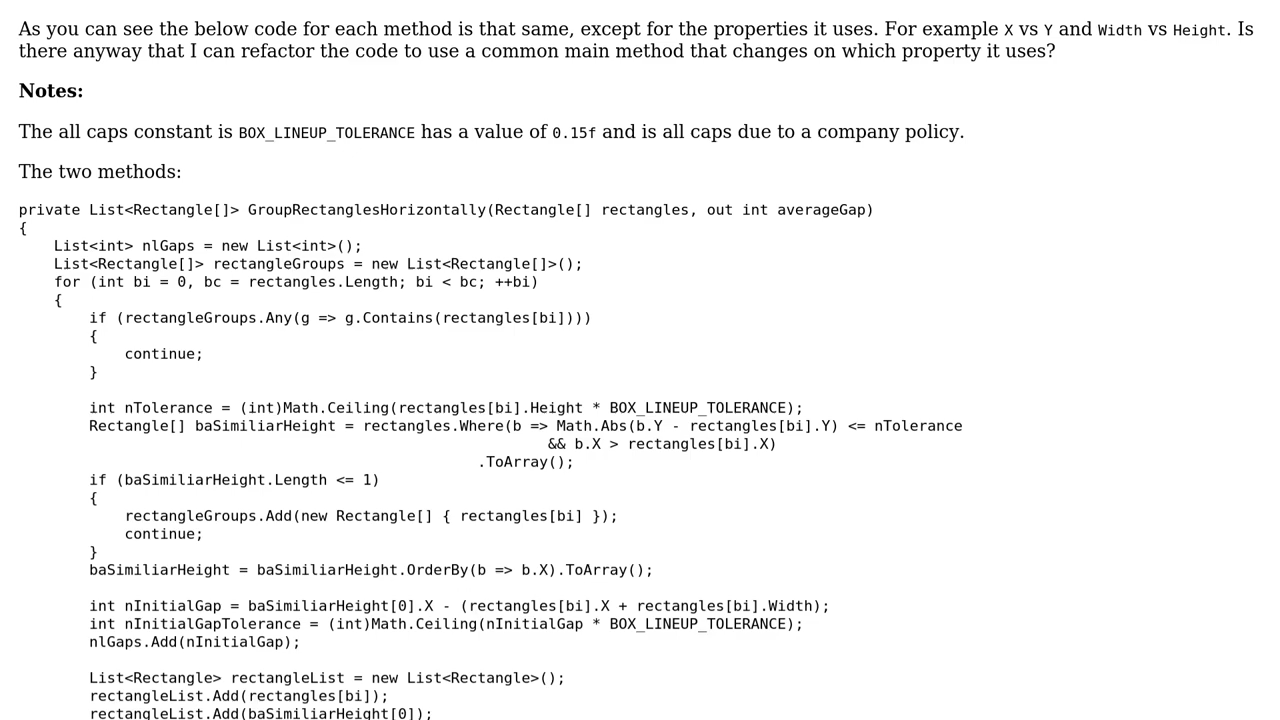 As you can see the below code for each method is that same, except for the properties it uses. For example X vs Y and Width vs Height. Is
there anyway that I can refactor the code to use a common main method that changes on which property it uses?
Notes:
The all caps constant is BOX_LINEUP_TOLERANCE has a value of 0.15f and is all caps due to a company policy.
The two methods:
private List<Rectangle[]> GroupRectanglesHorizontally(Rectangle[] rectangles, out int averageGap)
{
    List<int> nlGaps = new List<int>();
    List<Rectangle[]> rectangleGroups = new List<Rectangle[]>();
    for (int bi = 0, bc = rectangles.Length; bi < bc; ++bi)
    {
        if (rectangleGroups.Any(g => g.Contains(rectangles[bi])))
        {
            continue;
        }
        int nTolerance = (int)Math.Ceiling(rectangles[bi].Height * BOX_LINEUP_TOLERANCE);
        Rectangle[] baSimiliarHeight = rectangles.Where(b => Math.Abs(b.Y - rectangles[bi].Y) <= nTolerance
                                                            && b.X > rectangles[bi].X)
                                                    .ToArray();
        if (baSimiliarHeight.Length <= 1)
        {
            rectangleGroups.Add(new Rectangle[] { rectangles[bi] });
            continue;
        }
        baSimiliarHeight = baSimiliarHeight.OrderBy(b => b.X).ToArray();
        int nInitialGap = baSimiliarHeight[0].X - (rectangles[bi].X + rectangles[bi].Width);
        int nInitialGapTolerance = (int)Math.Ceiling(nInitialGap * BOX_LINEUP_TOLERANCE);
        nlGaps.Add(nInitialGap);
        List<Rectangle> rectangleList = new List<Rectangle>();
        rectangleList.Add(rectangles[bi]);
        rectangleList.Add(baSimiliarHeight[0]);